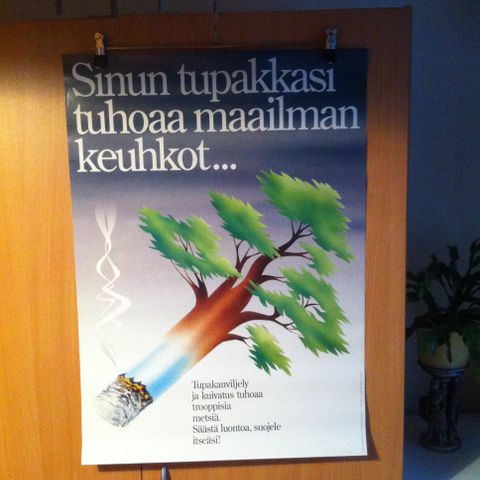 Sinun tupakkasi
tuhoaa maailman
keuhkot...
Tupakanviljely
ja kuivatus tuhoaa
trooppisia
metsiä.
Säästä luontoa, suojele
itseäsi!